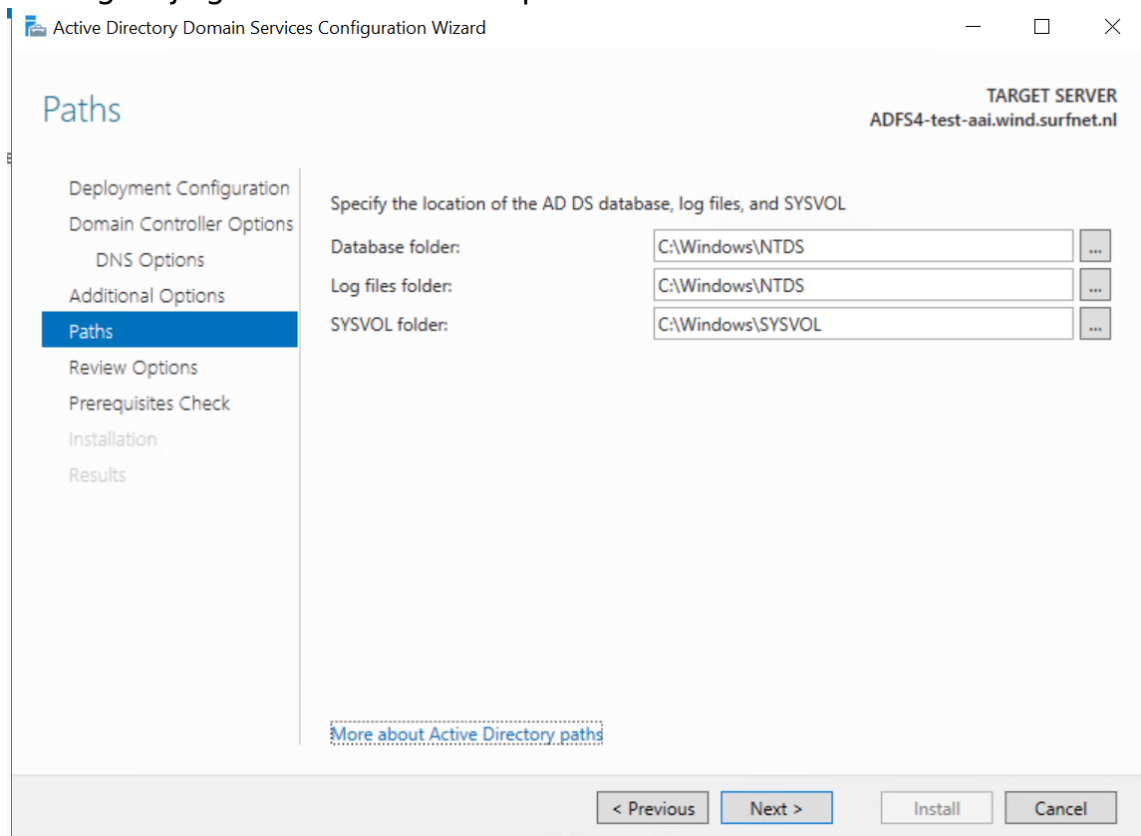 Active Directory Domain Services Configuration Wizard
Paths
TARGET SERVER
ADFS4-test-aai.wind.surfnet.nl
Deployment Configuration
Domain Controller Options
DNS Options
Additional Options
Paths
Review Options
Prerequisites Check
Installation
Results
Specify the location of the AD DS database, log files, and SYSVOL
Database folder: C:\Windows\NTDS ...
Log files folder: C:\Windows\NTDS ...
SYSVOL folder: C:\Windows\SYSVOL ...
More about Active Directory paths
< Previous Next > Install Cancel